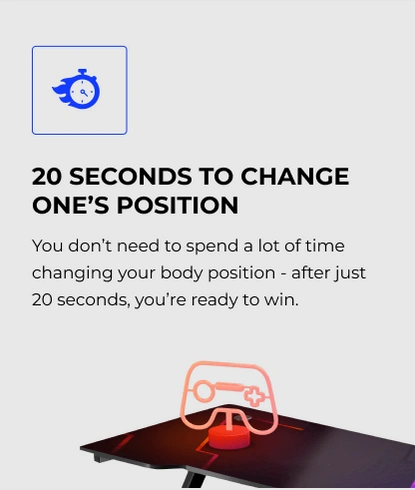 20 SECONDS TO CHANGE
ONE’S POSITION
You don’t need to spend a lot of time
changing your body position - after just
20 seconds, you’re ready to win.